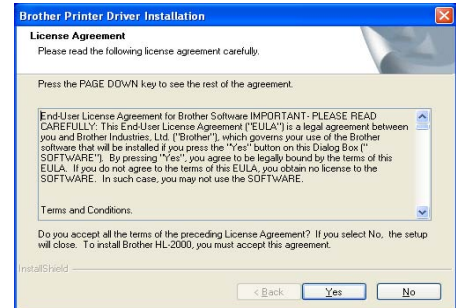 Brother Printer Driver Installation
License Agreement
Please read the following license agreement carefully.
Press the PAGE DOWN key to see the rest of the agreement.
End-User License Agreement for Brother Software IMPORTANT- PLEASE READ
CAREFULLY: This End-User License Agreement ("EULA") is a legal agreement between
you and Brother Industries, Ltd. ("Brother"), which governs your use of the Brother
software that will be installed if you press the "Yes" button on this Dialog Box ("
SOFTWARE"). By pressing "Yes", you agree to be legally bound by the terms of this
EULA. If you do not agree to the terms of this EULA, you obtain no license to the
SOFTWARE. In such case, you may not use the SOFTWARE.
Terms and Conditions.
Do you accept all the terms of the preceding License Agreement? If you select No, the setup
will close. To install Brother HL-2000, you must accept this agreement.
InstallShield
< Back Yes No